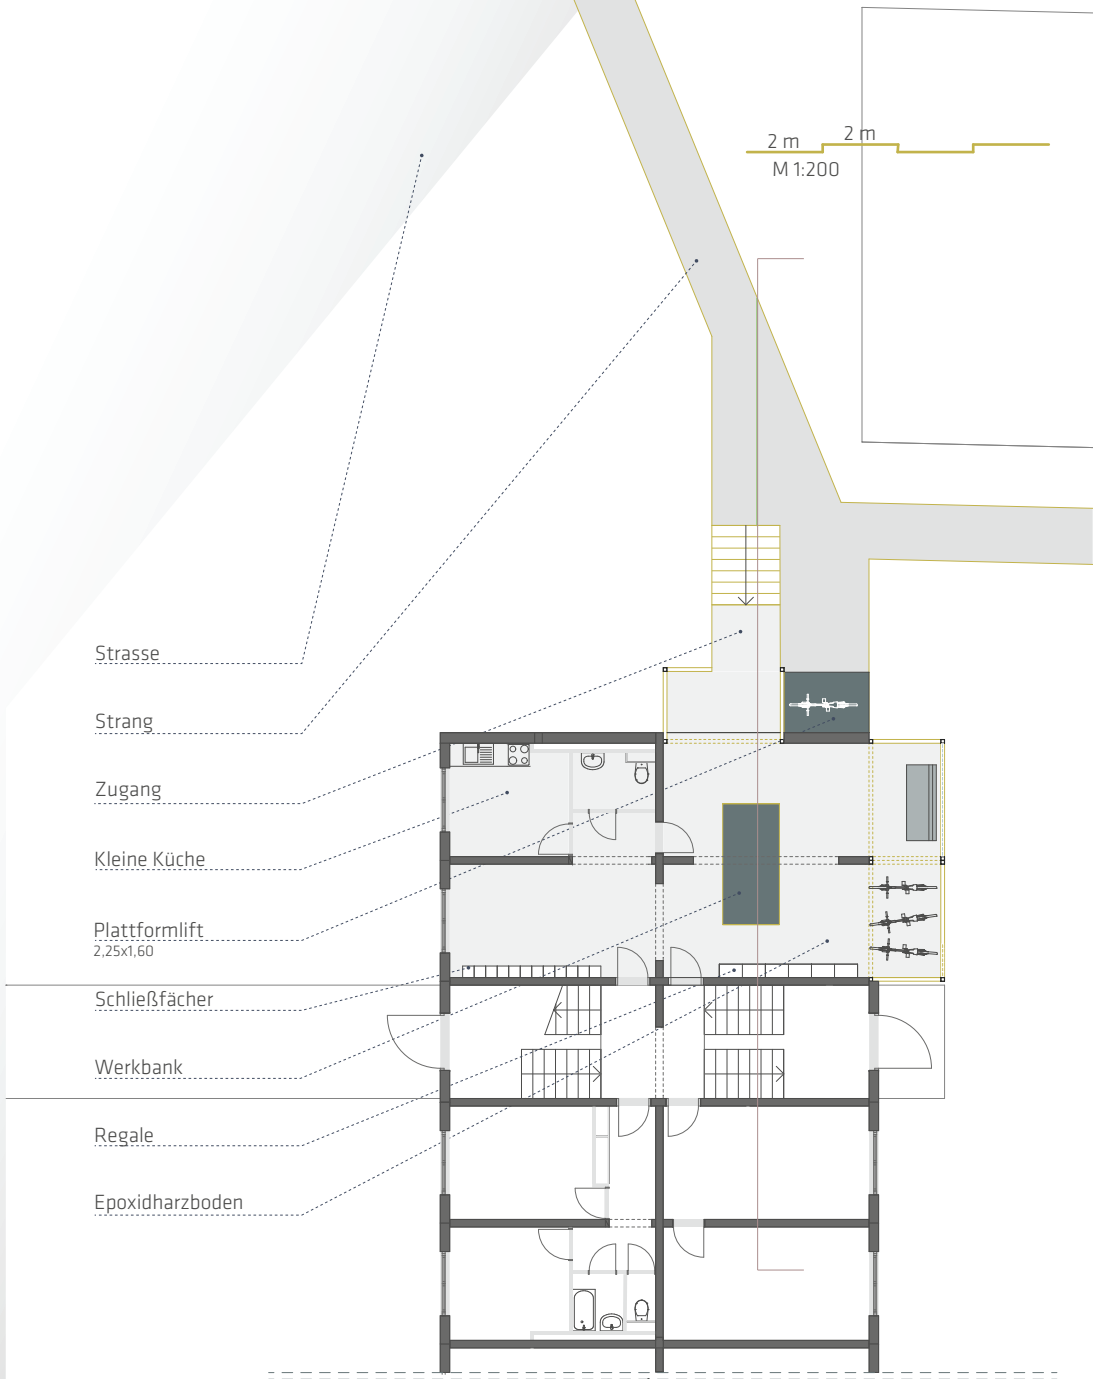 2 m 2 m
M 1:200
Strasse
Strang
Zugang
Kleine Küche
Plattformlift
2,25x1,60
Schließfächer
Werkbank
Regale
Epoxidharzboden